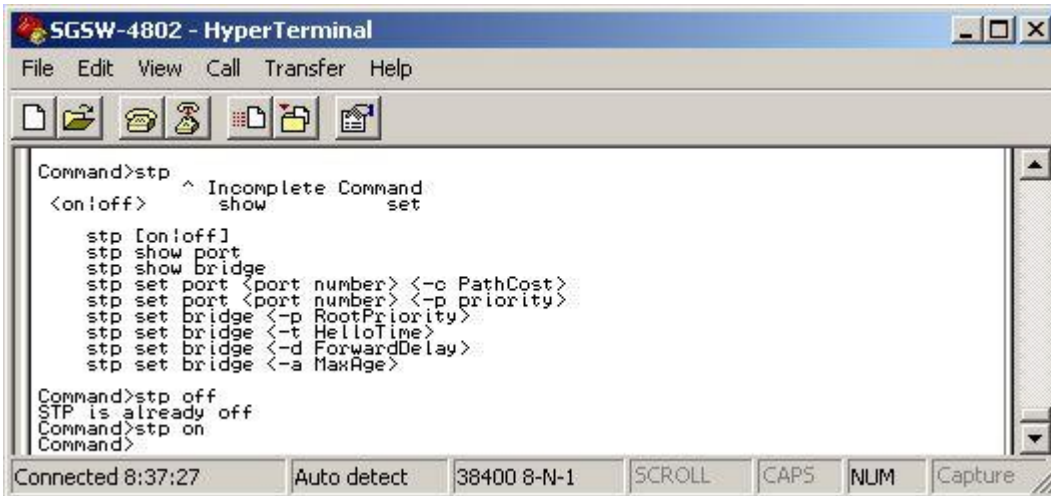 SGSW-4802 - HyperTerminal
File Edit View Call Transfer Help
Command>stp
^ Incomplete Command
<on|off> show set
stp [on|off]
stp show port
stp show bridge
stp set port <port number> <-c PathCost>
stp set port <port number> <-p priority>
stp set bridge <-p RootPriority>
stp set bridge <-t HelloTime>
stp set bridge <-d ForwardDelay>
stp set bridge <-a MaxAge>
Command>stp off
STP is already off
Command>stp on
Command>
Connected 8:37:27 Auto detect 38400 8-N-1 SCROLL CAPS NUM Capture